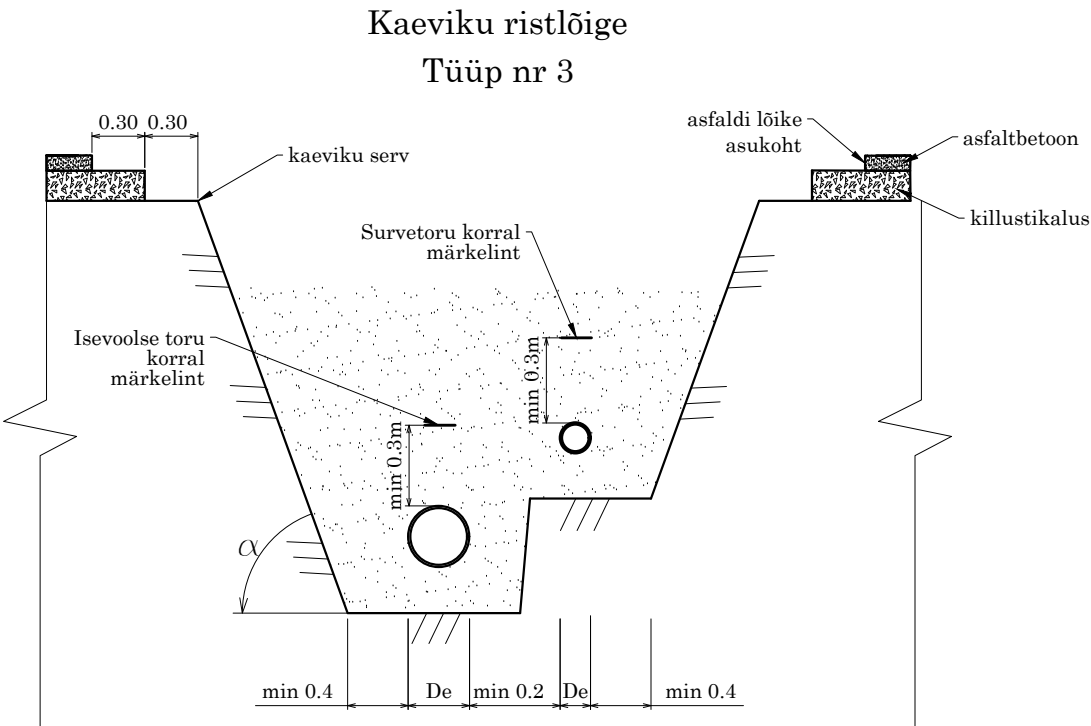 Kaeviku ristlõige
Tüüp nr 3
0.30 0.30
kaeviku serv
asfaldi lõike
asukoht
asfaltbetoon
killustikalus
Survetoru korral
märkelint
Isevoolse toru
korral
märkelint
min 0.3m
min 0.3m
α
min 0.4 De min 0.2 De min 0.4